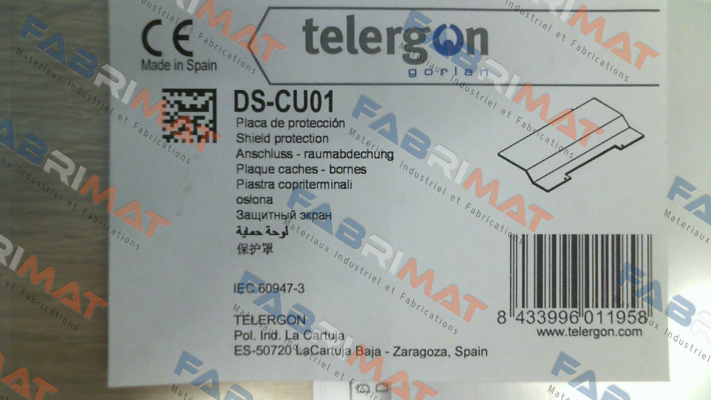 CE
Made in Spain
telergon
gorlan
DS-CU01
Placa de protección
Shield protection
Anschluss - raumabdechung
Plaque caches - bornes
Piastra copriterminali
osłona
Защитный экран
لوحة حماية
保护罩
IEC 60947-3
TELERGON
Pol. Ind. La Cartuja
ES-50720 LaCartuja Baja - Zaragoza, Spain
8 433996 011958
www.telergon.com
FABRIMAT
Matériaux Industriel et Fabrications